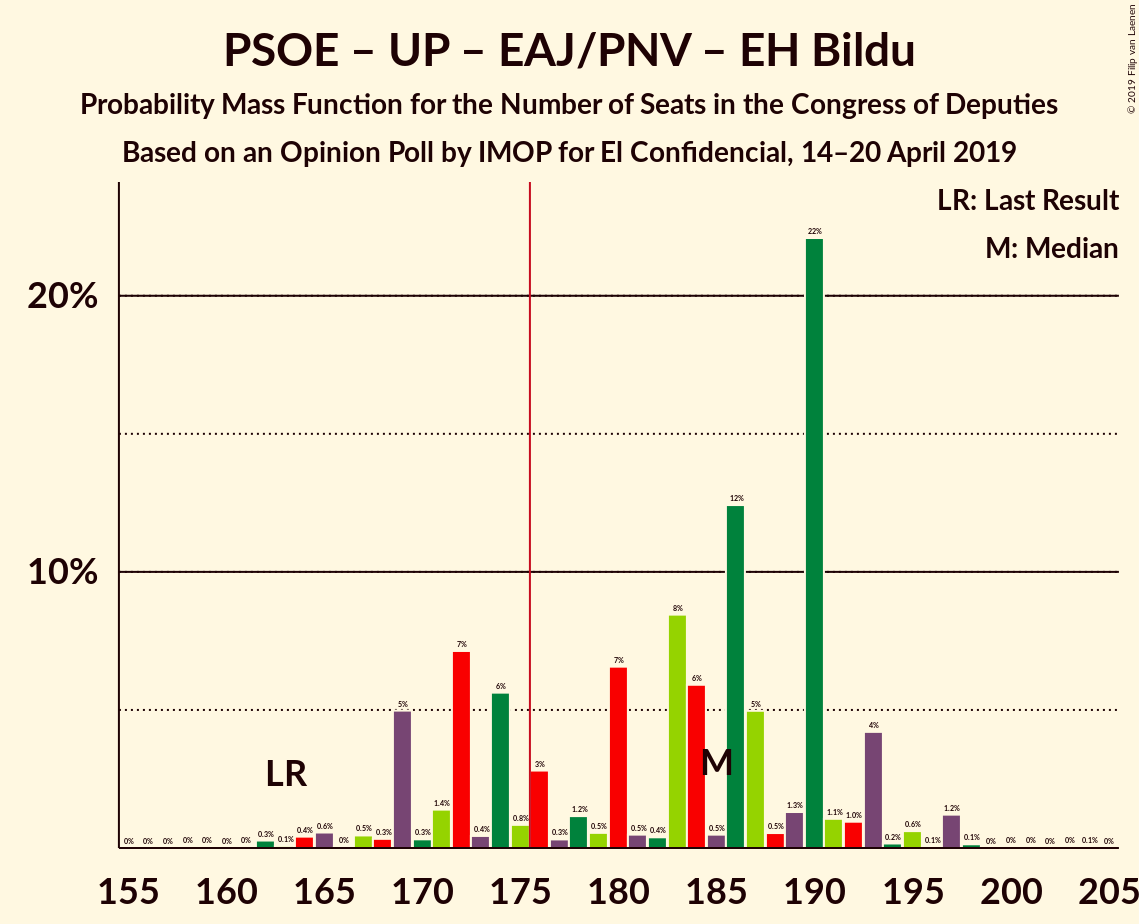 PSOE – UP – EAJ/PNV – EH Bildu
Probability Mass Function for the Number of Seats in the Congress of Deputies
Based on an Opinion Poll by IMOP for El Confidencial, 14–20 April 2019
© 2019 Filip van Laenen
LR: Last Result
M: Median
20%
10%
LR
M
0% 0% 0% 0% 0% 0% 0% 0.3% 0.1% 0.4% 0.6% 0% 0.5% 0.3% 5% 0.3% 1.4% 7% 0.4% 6% 0.8% 3% 0.3% 1.2% 0.5% 7% 0.5% 0.4% 8% 6% 0.5% 12% 5% 0.5% 1.3% 22% 1.1% 1.0% 4% 0.2% 0.6% 0.1% 1.2% 0.1% 0% 0% 0% 0% 0% 0.1% 0%
155 160 165 170 175 180 185 190 195 200 205